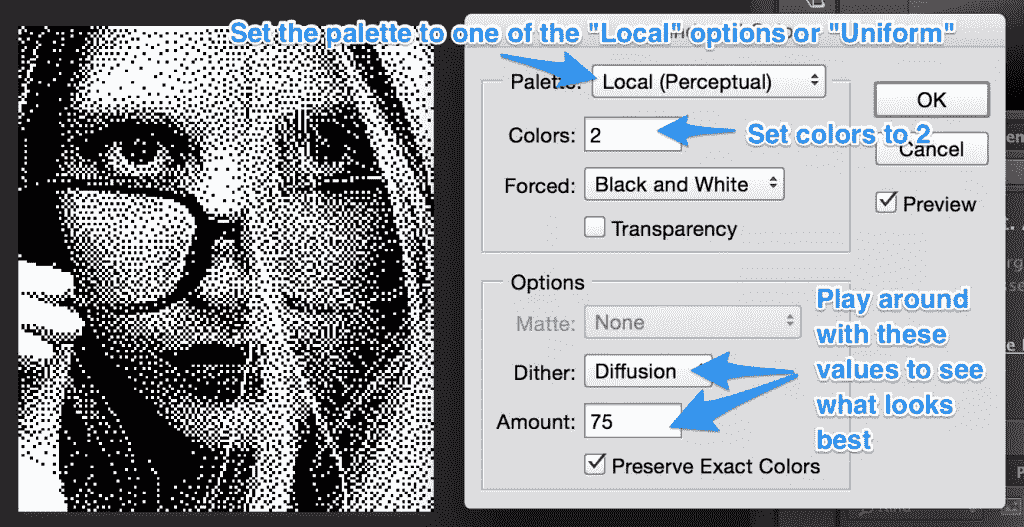 Set the palette to one of the "Local" options or "Uniform"
Palette: Local (Perceptual)
OK
Colors: 2
Set colors to 2
Cancel
Forced: Black and White
Preview
Transparency
Options
Matte: None
Play around
with these
values to see
what looks
best
Dither: Diffusion
Amount: 75
Preserve Exact Colors